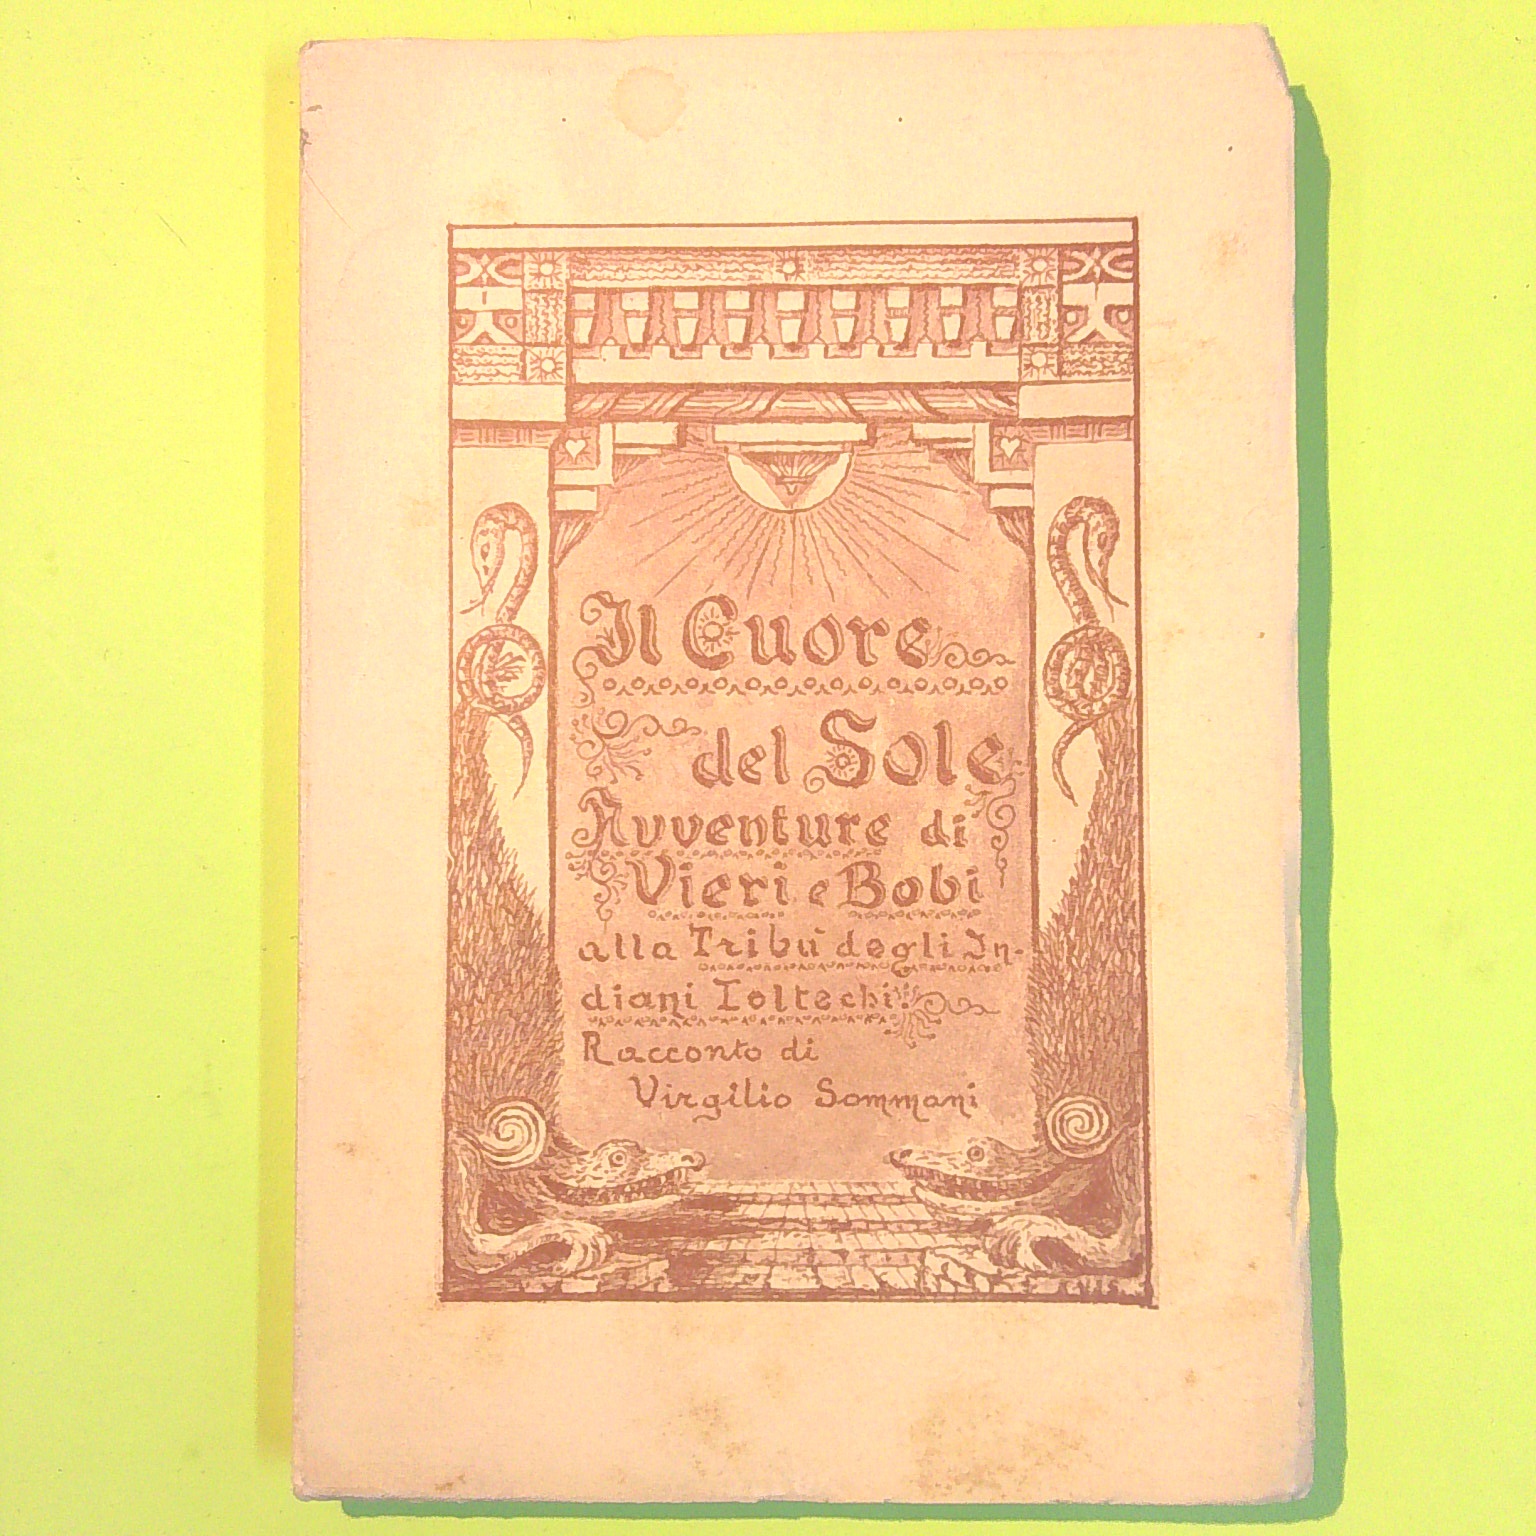 Il Cuore
del Sole
Avventure di
Vieri e Bobi
alla Tribù degli In-
diani Toltechi
Racconto di
Virgilio Sommani